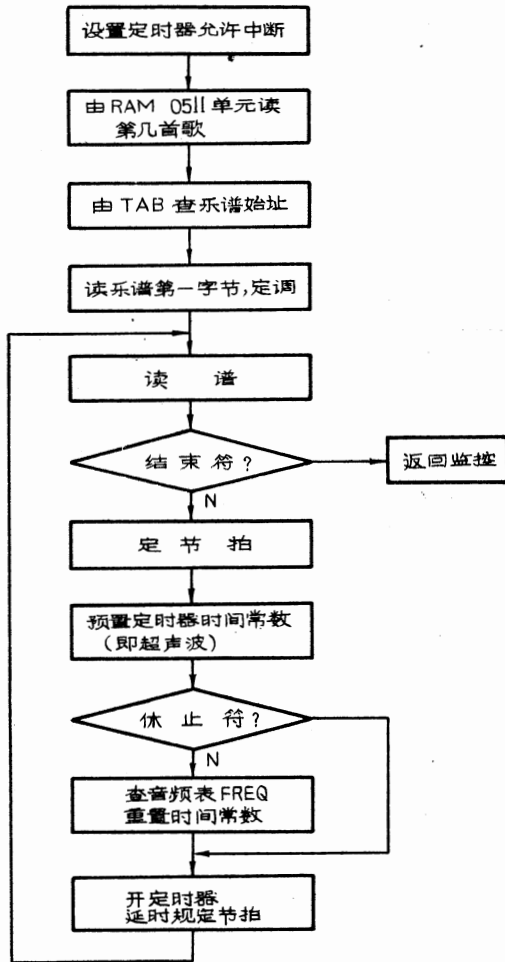 设置定时器允许中断
由RAM 0511单元读
第几首歌
由TAB查乐谱始址
读乐谱第一字节,定调
读 谱
结束符?
返回监控
N
定节拍
预置定时器时间常数
(即超声波)
休止符?
N
查音频表FREQ
重置时间常数
开定时器
延时规定节拍